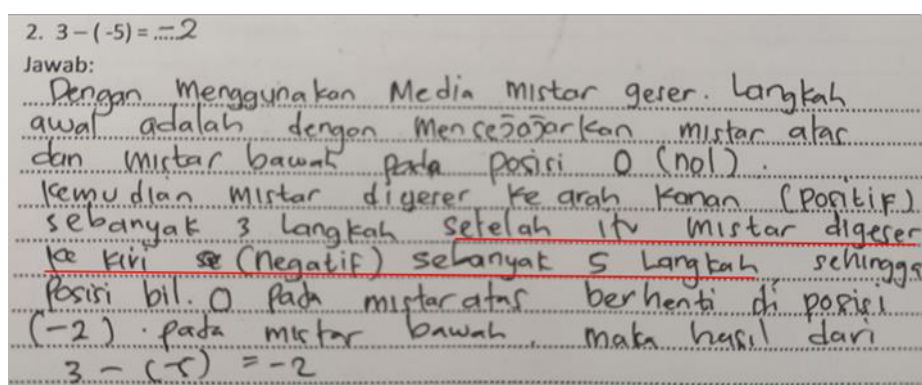 2. 3 – ( -5) = ....-2
Jawab:
Dengan menggunakan Media mistar geser. Langkah
awal adalah dengan mensejajarkan mistar atas
dan mistar bawah pada posisi 0 (nol).
kemudian mistar digeser ke arah kanan (positif)
sebanyak 3 Langkah setelah itu mistar digeser
ke kiri (negatif) sebanyak 5 Langkah sehingga
Posisi bil. 0 pada mistar atas berhenti di posisi
(-2). pada mistar bawah, maka hasil dari
3 - (5) = -2